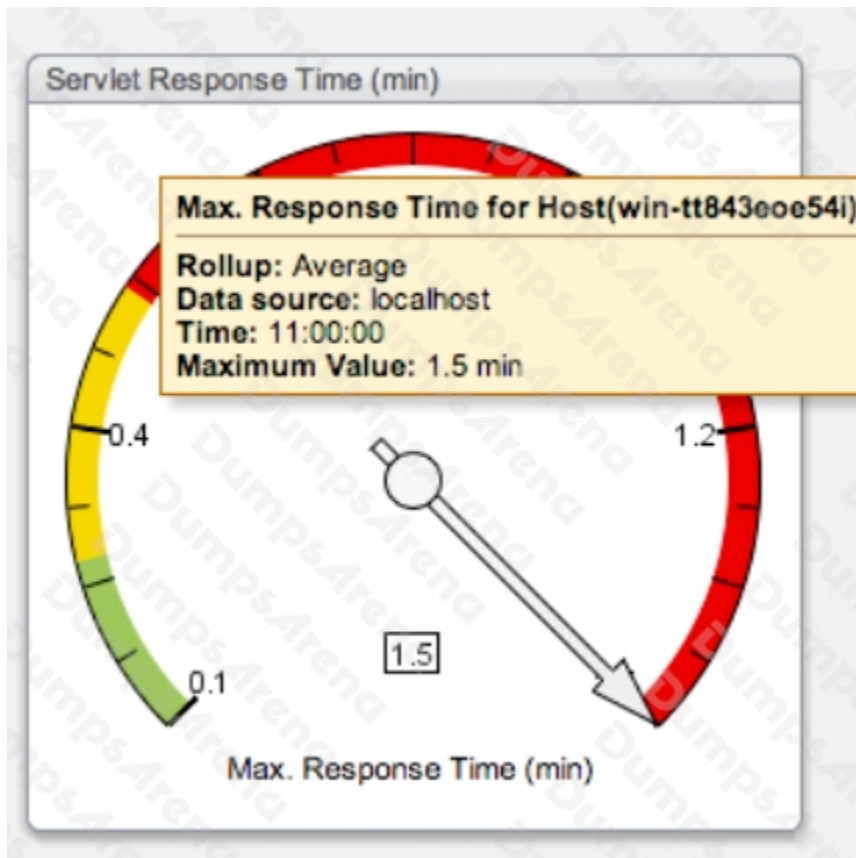 Servlet Response Time (min)
Max. Response Time for Host(win-tt843eoe54i)
Rollup: Average
Data source: localhost
Time: 11:00:00
Maximum Value: 1.5 min
0.4
1.2
1.5
0.1
Max. Response Time (min)
DumpsArena